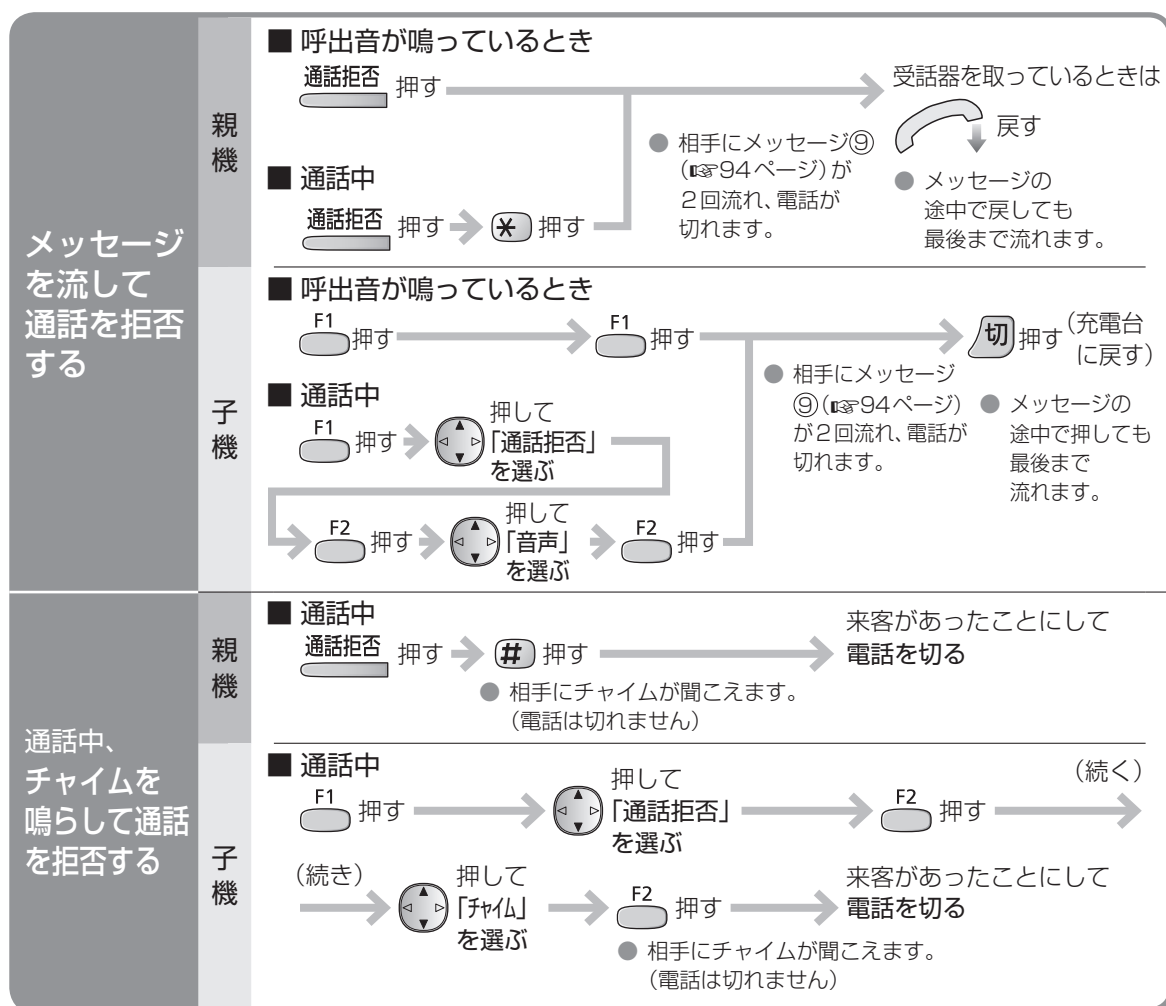 メッセージ
を流して
通話を拒否
する
親機
■ 呼出音が鳴っているとき
通話拒否 押す
受話器を取っているときは
戻す
● 相手にメッセージ⑨
(☞94ページ)が
2回流れ、電話が
切れます。
● メッセージの
途中で戻しても
最後まで流れます。
■ 通話中
通話拒否 押す ＊ 押す
子機
■ 呼出音が鳴っているとき
F1 押す F1 押す 切 押す (充電台
に戻す)
● 相手にメッセージ
⑨(☞94ページ)
が2回流れ、電話が
切れます。
● メッセージの
途中で押しても
最後まで
流れます。
■ 通話中
F1 押す 押して
「通話拒否」
を選ぶ
F2 押す 押して
「音声」
を選ぶ
F2 押す
通話中、
チャイムを
鳴らして通話
を拒否する
親機
■ 通話中
通話拒否 押す # 押す
● 相手にチャイムが聞こえます。
(電話は切れません)
来客があったことにして
電話を切る
子機
■ 通話中
F1 押す 押して
「通話拒否」
を選ぶ
F2 押す (続く)
(続き) 押して
「チャイム」
を選ぶ
F2 押す
● 相手にチャイムが聞こえます。
(電話は切れません)
来客があったことにして
電話を切る